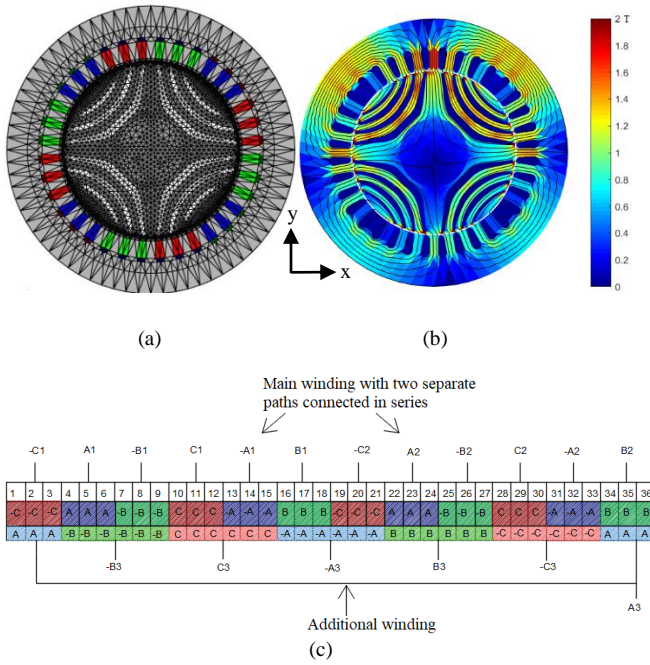 2 T
1.8
1.6
1.4
1.2
1
0.8
0.6
0.4
0.2
0
y
x
(a) (b)
Main winding with two separate
paths connected in series
-C1 A1 -B1 C1 -A1 B1 -C2 A2 -B2 C2 -A2 B2
1 2 3 4 5 6 7 8 9 10 11 12 13 14 15 16 17 18 19 20 21 22 23 24 25 26 27 28 29 30 31 32 33 34 35 36
-C -C -C A A A -B -B -B C C C -A -A -A B B B -C -C -C A A A -B -B -B C C C -A -A -A B B B
A A A -B -B -B -B -B -B C C C C C C -A -A -A -A -A -A B B B B B B -C -C -C -C -C -C A A A
-B3 C3 -A3 B3 -C3
A3
Additional winding
(c)